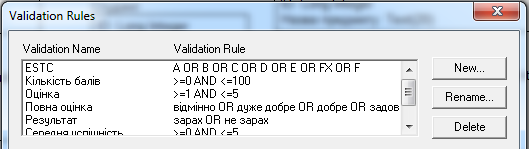 Validation Rules
Validation Name Validation Rule
ESTC A OR B OR C OR D OR E OR FX OR F
Кількість балів >=0 AND <=100
Оцінка >=1 AND <=5
Повна оцінка відмінно OR дуже добре OR добре OR задов
Результат зарах OR не зарах
Середня успішність >=0 AND <=5
New...
Rename...
Delete